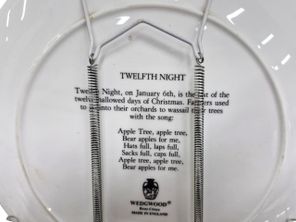 TWELFTH NIGHT
Night, on January 6th, is the last of the
twelve hallowed days of Christmas. Farmers used
to go into their orchards to wassail their trees
with the song:
Apple Tree, apple tree,
Bear apples for me,
Hats full, laps full,
Sacks full, caps full,
Apple tree, apple tree,
Bear apples for me.
WEDGWOOD®
MADE IN ENGLAND